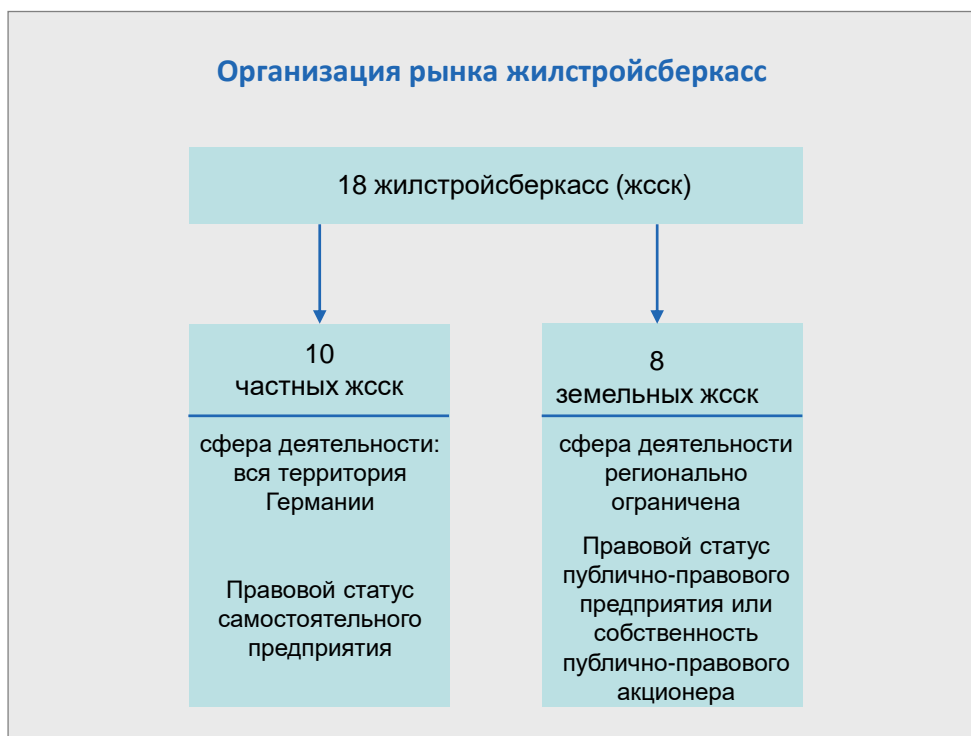 Организация рынка жилстройсберкасс
18 жилстройсберкасс (жсск)
10
частных жсск
сфера деятельности:
вся территория
Германии
Правовой статус
самостоятельного
предприятия
8
земельных жсск
сфера деятельности
регионально
ограничена
Правовой статус
публично-правового
предприятия или
собственность
публично-правового
акционера